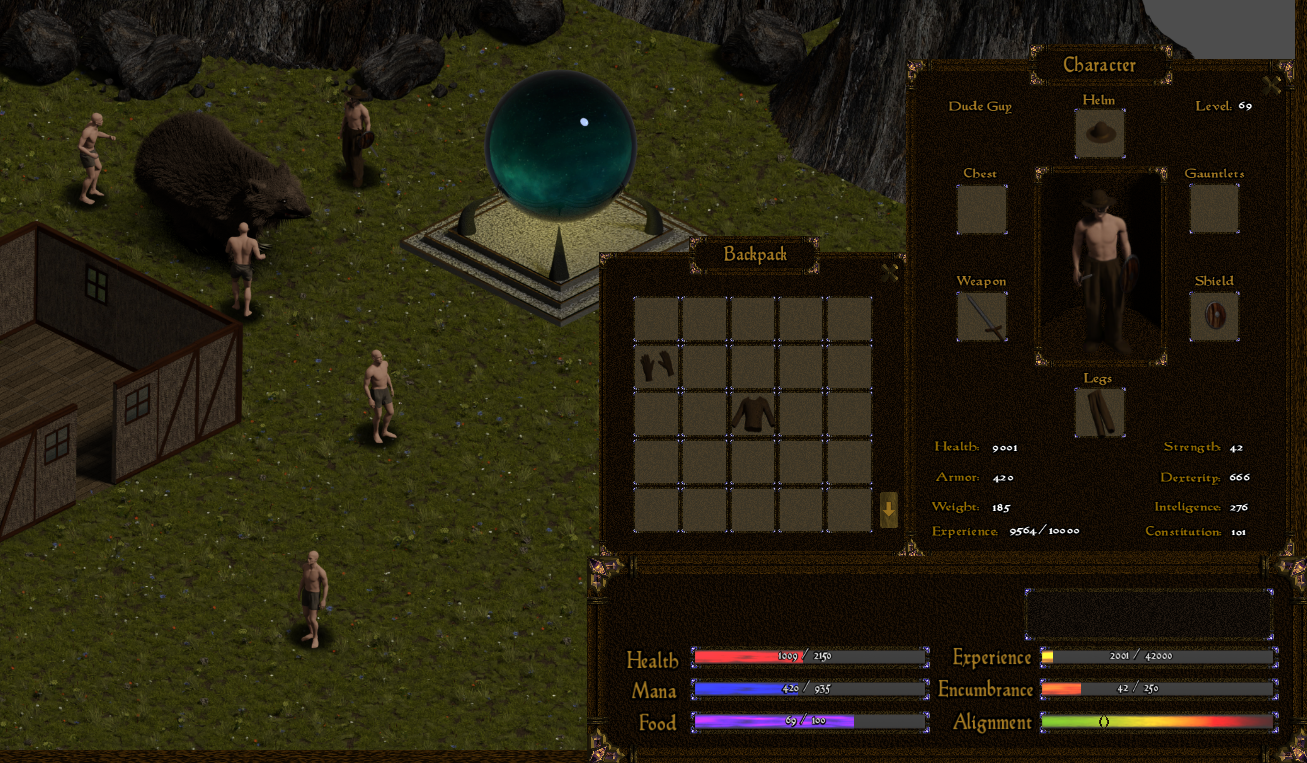 Character
Dude Guy
Helm
Level: 69
Chest
Gauntlets
Weapon
Shield
Legs
Health: 9001
Strength: 42
Armor: 420
Dexterity: 666
Weight: 185
Inteligence: 276
Experience: 9564 / 10000
Constitution: 101
Backpack
Health 1009 / 2150
Experience 2001 / 42000
Mana 420 / 935
Encumbrance 42 / 250
Food 69 / 100
Alignment ()